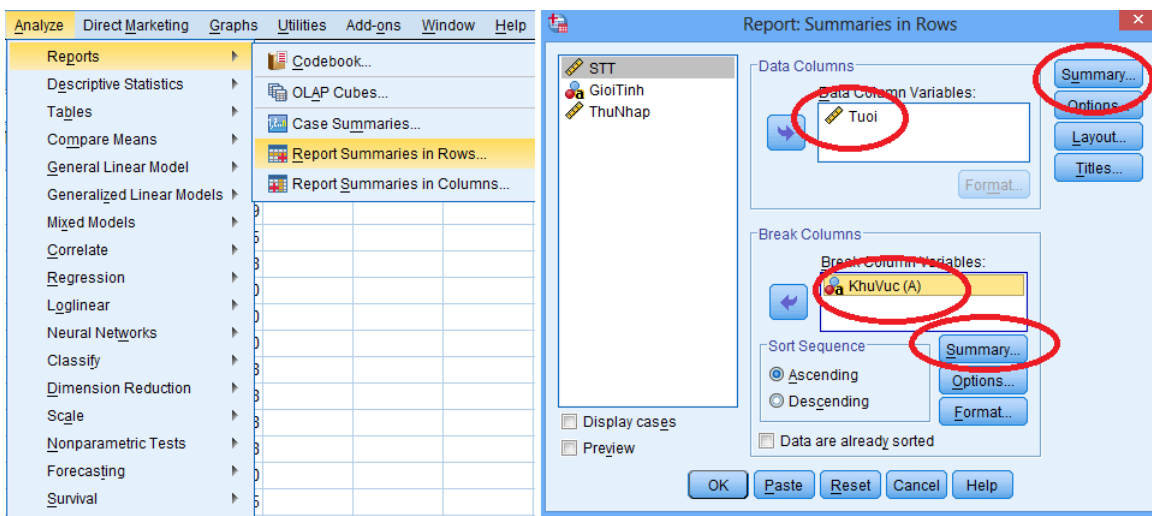 Analyze Direct Marketing Graphs Utilities Add-ons Window Help
Reports
Descriptive Statistics
Tables
Compare Means
General Linear Model
Generalized Linear Models
Mixed Models
Correlate
Regression
Loglinear
Neural Networks
Classify
Dimension Reduction
Scale
Nonparametric Tests
Forecasting
Survival
Codebook...
OLAP Cubes...
Case Summaries...
Report Summaries in Rows...
Report Summaries in Columns...
Report: Summaries in Rows
STT
GioiTinh
ThuNhap
Display cases
Preview
Data Columns
Data Column Variables:
Tuoi
Format...
Summary...
Options...
Layout...
Titles...
Break Columns
Break Column Variables:
KhuVuc (A)
Sort Sequence
Ascending
Descending
Summary...
Options...
Format...
Data are already sorted
OK Paste Reset Cancel Help